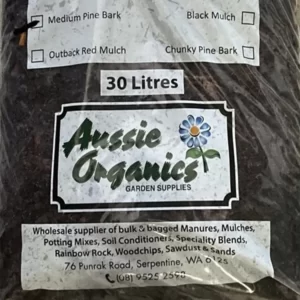 Medium Pine Bark
Black Mulch
Outback Red Mulch
Chunky Pine Bark
30 Litres
Aussie
Organics
GARDEN SUPPLIES
Wholesale supplier of bulk & bagged Manures, Mulches,
Potting Mixes, Soil Conditioners, Speciality Blends,
Rainbow Rock, Woodchips, Sawdust & Sands
76 Punrak Road, Serpentine, WA 6125
(08) 9525 2598